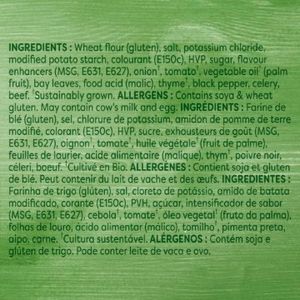 INGREDIENTS : Wheat flour (gluten), salt, potassium chloride,
modified potato starch, colourant (E150c), HVP, sugar, flavour
enhancers (MSG, E631, E627), onion¹, tomato¹, vegetable oil¹ (palm
fruit), bay leaves, food acid (malic), thyme¹, black pepper, celery,
beef. ¹Sustainably grown. ALLERGENS : Contains soya & wheat
gluten. May contain cow's milk and egg. INGRÉDIENTS : Farine de
blé (gluten), sel, chlorure de potassium, amidon de pomme de terre
modifié, colorant (E150c), HVP, sucre, exhausteurs de goût (MSG,
E631, E627), oignon¹, tomate¹, huile végétale¹ (fruit de palme),
feuilles de laurier, acide alimentaire (malique), thym¹, poivre noir,
céleri, boeuf. ¹Cultivé en Bio. ALLERGÈNES : Contient soja et gluten
de blé. Peut contenir du lait de vache et des œufs. INGREDIENTES :
Farinha de trigo (glúten), sal, cloreto de potássio, amido de batata
modificado, corante (E150c), PVH, açúcar, intensificador de sabor
(MSG, E631, E627), cebola¹, tomate¹, óleo vegetal¹ (fruta da palma),
folhas de louro, ácido alimentar (málico), tomilho¹, pimenta preta,
aipo, carne. ¹Cultura sustentável. ALÉRGENOS : Contém soja e
glúten de trigo. Pode conter leite de vaca e ovo.